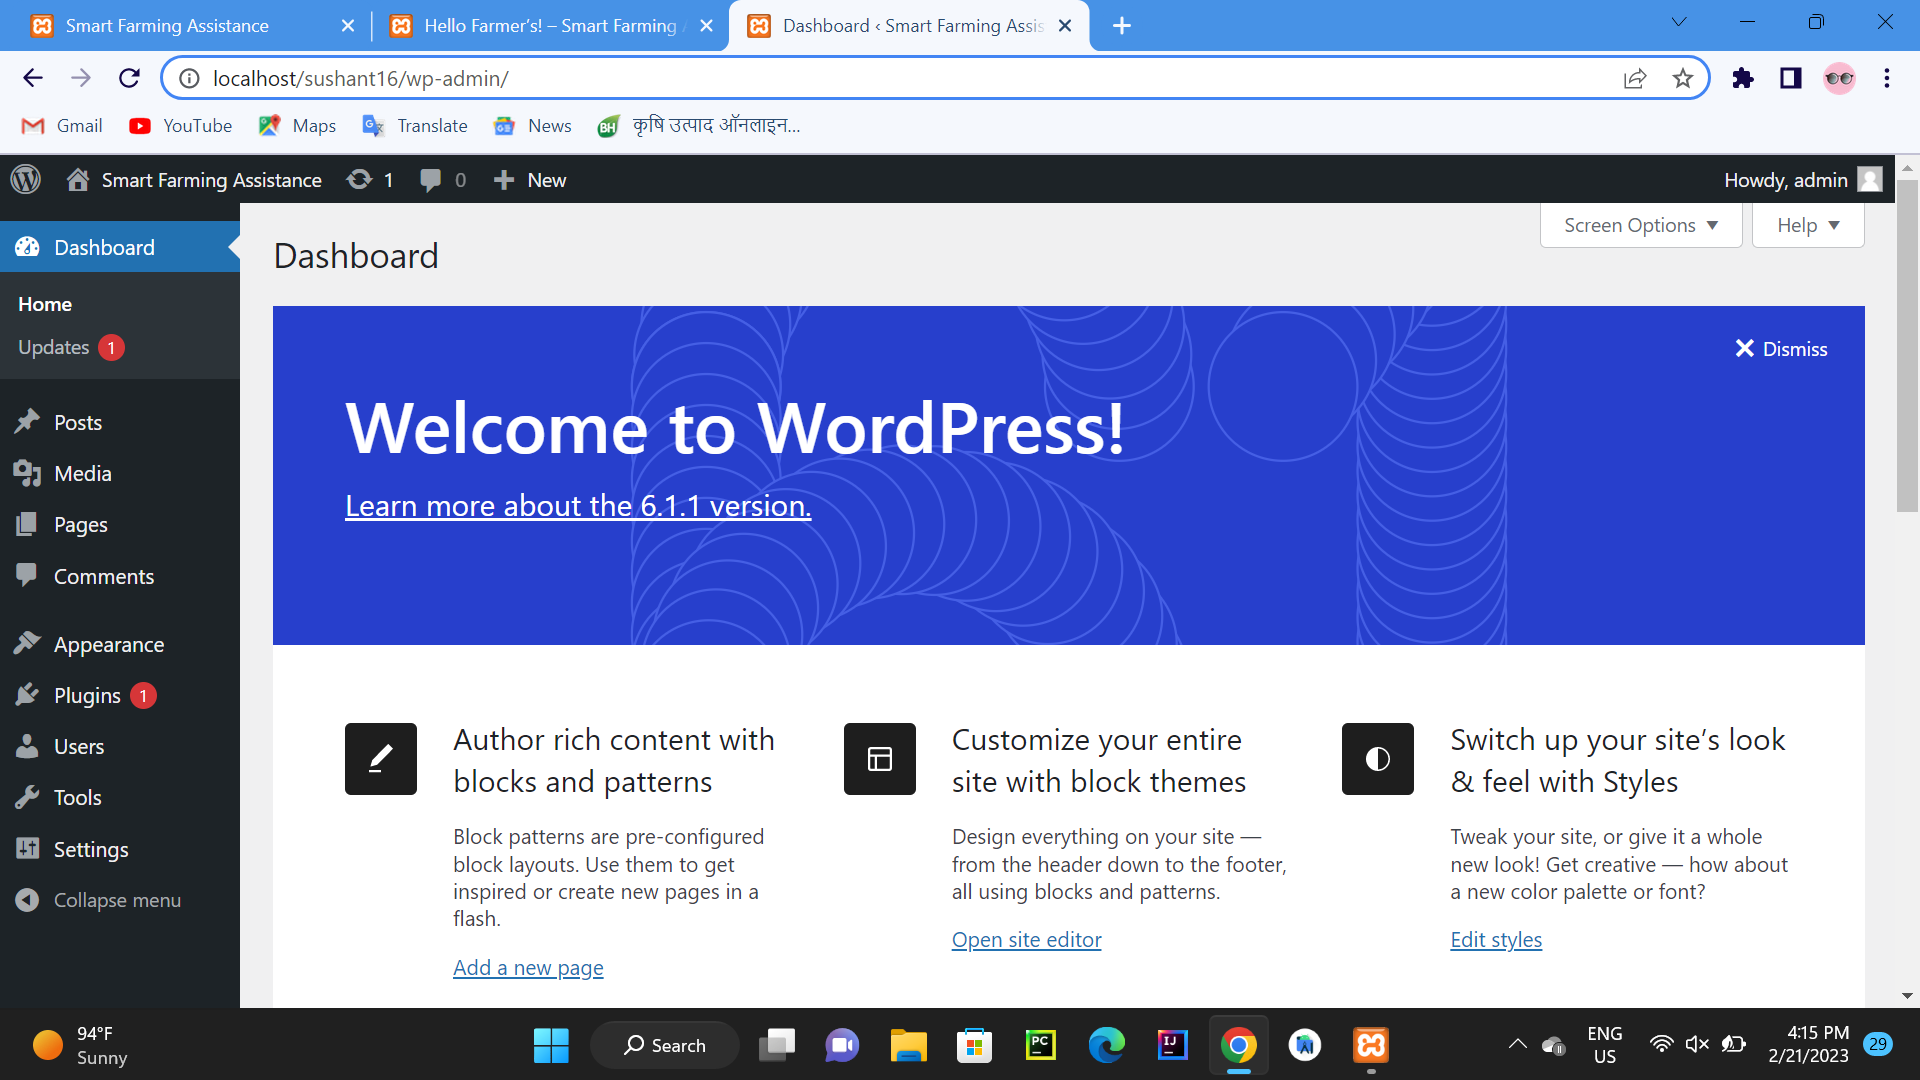 Smart Farming Assistance
Hello Farmer's! – Smart Farming
Dashboard ‹ Smart Farming Assis
localhost/sushant16/wp-admin/
Gmail
YouTube
Maps
Translate
News
BH
कृषि उत्पाद ऑनलाइन...
Smart Farming Assistance
1
0
New
Howdy, admin
Screen Options
Help
Dashboard
Home
Updates 1
Posts
Media
Pages
Comments
Appearance
Plugins 1
Users
Tools
Settings
Collapse menu
Dashboard
Dismiss
Welcome to WordPress!
Learn more about the 6.1.1 version.
Author rich content with
blocks and patterns
Block patterns are pre-configured
block layouts. Use them to get
inspired or create new pages in a
flash.
Add a new page
Customize your entire
site with block themes
Design everything on your site —
from the header down to the footer,
all using blocks and patterns.
Open site editor
Switch up your site's look
& feel with Styles
Tweak your site, or give it a whole
new look! Get creative — how about
a new color palette or font?
Edit styles
94°F
Sunny
Search
PC
IJ
ENG
US
4:15 PM
2/21/2023
29